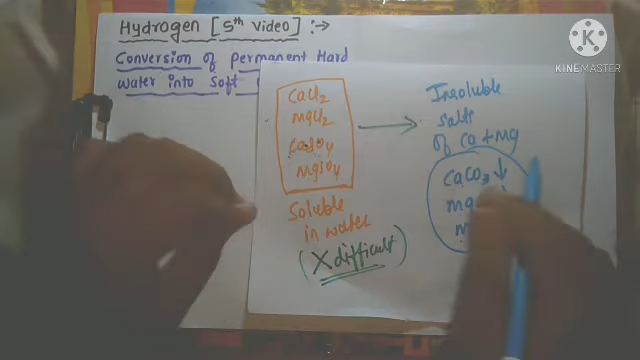 Hydrogen [5th video] :→
Conversion of permanent Hard
water into soft
KINEMASTER
CaCl2
MgCl2
CaSO4
MgSO4
Soluble
in water
(X difficult)
Insoluble
salts
of Ca + Mg
CaCO3 ↓